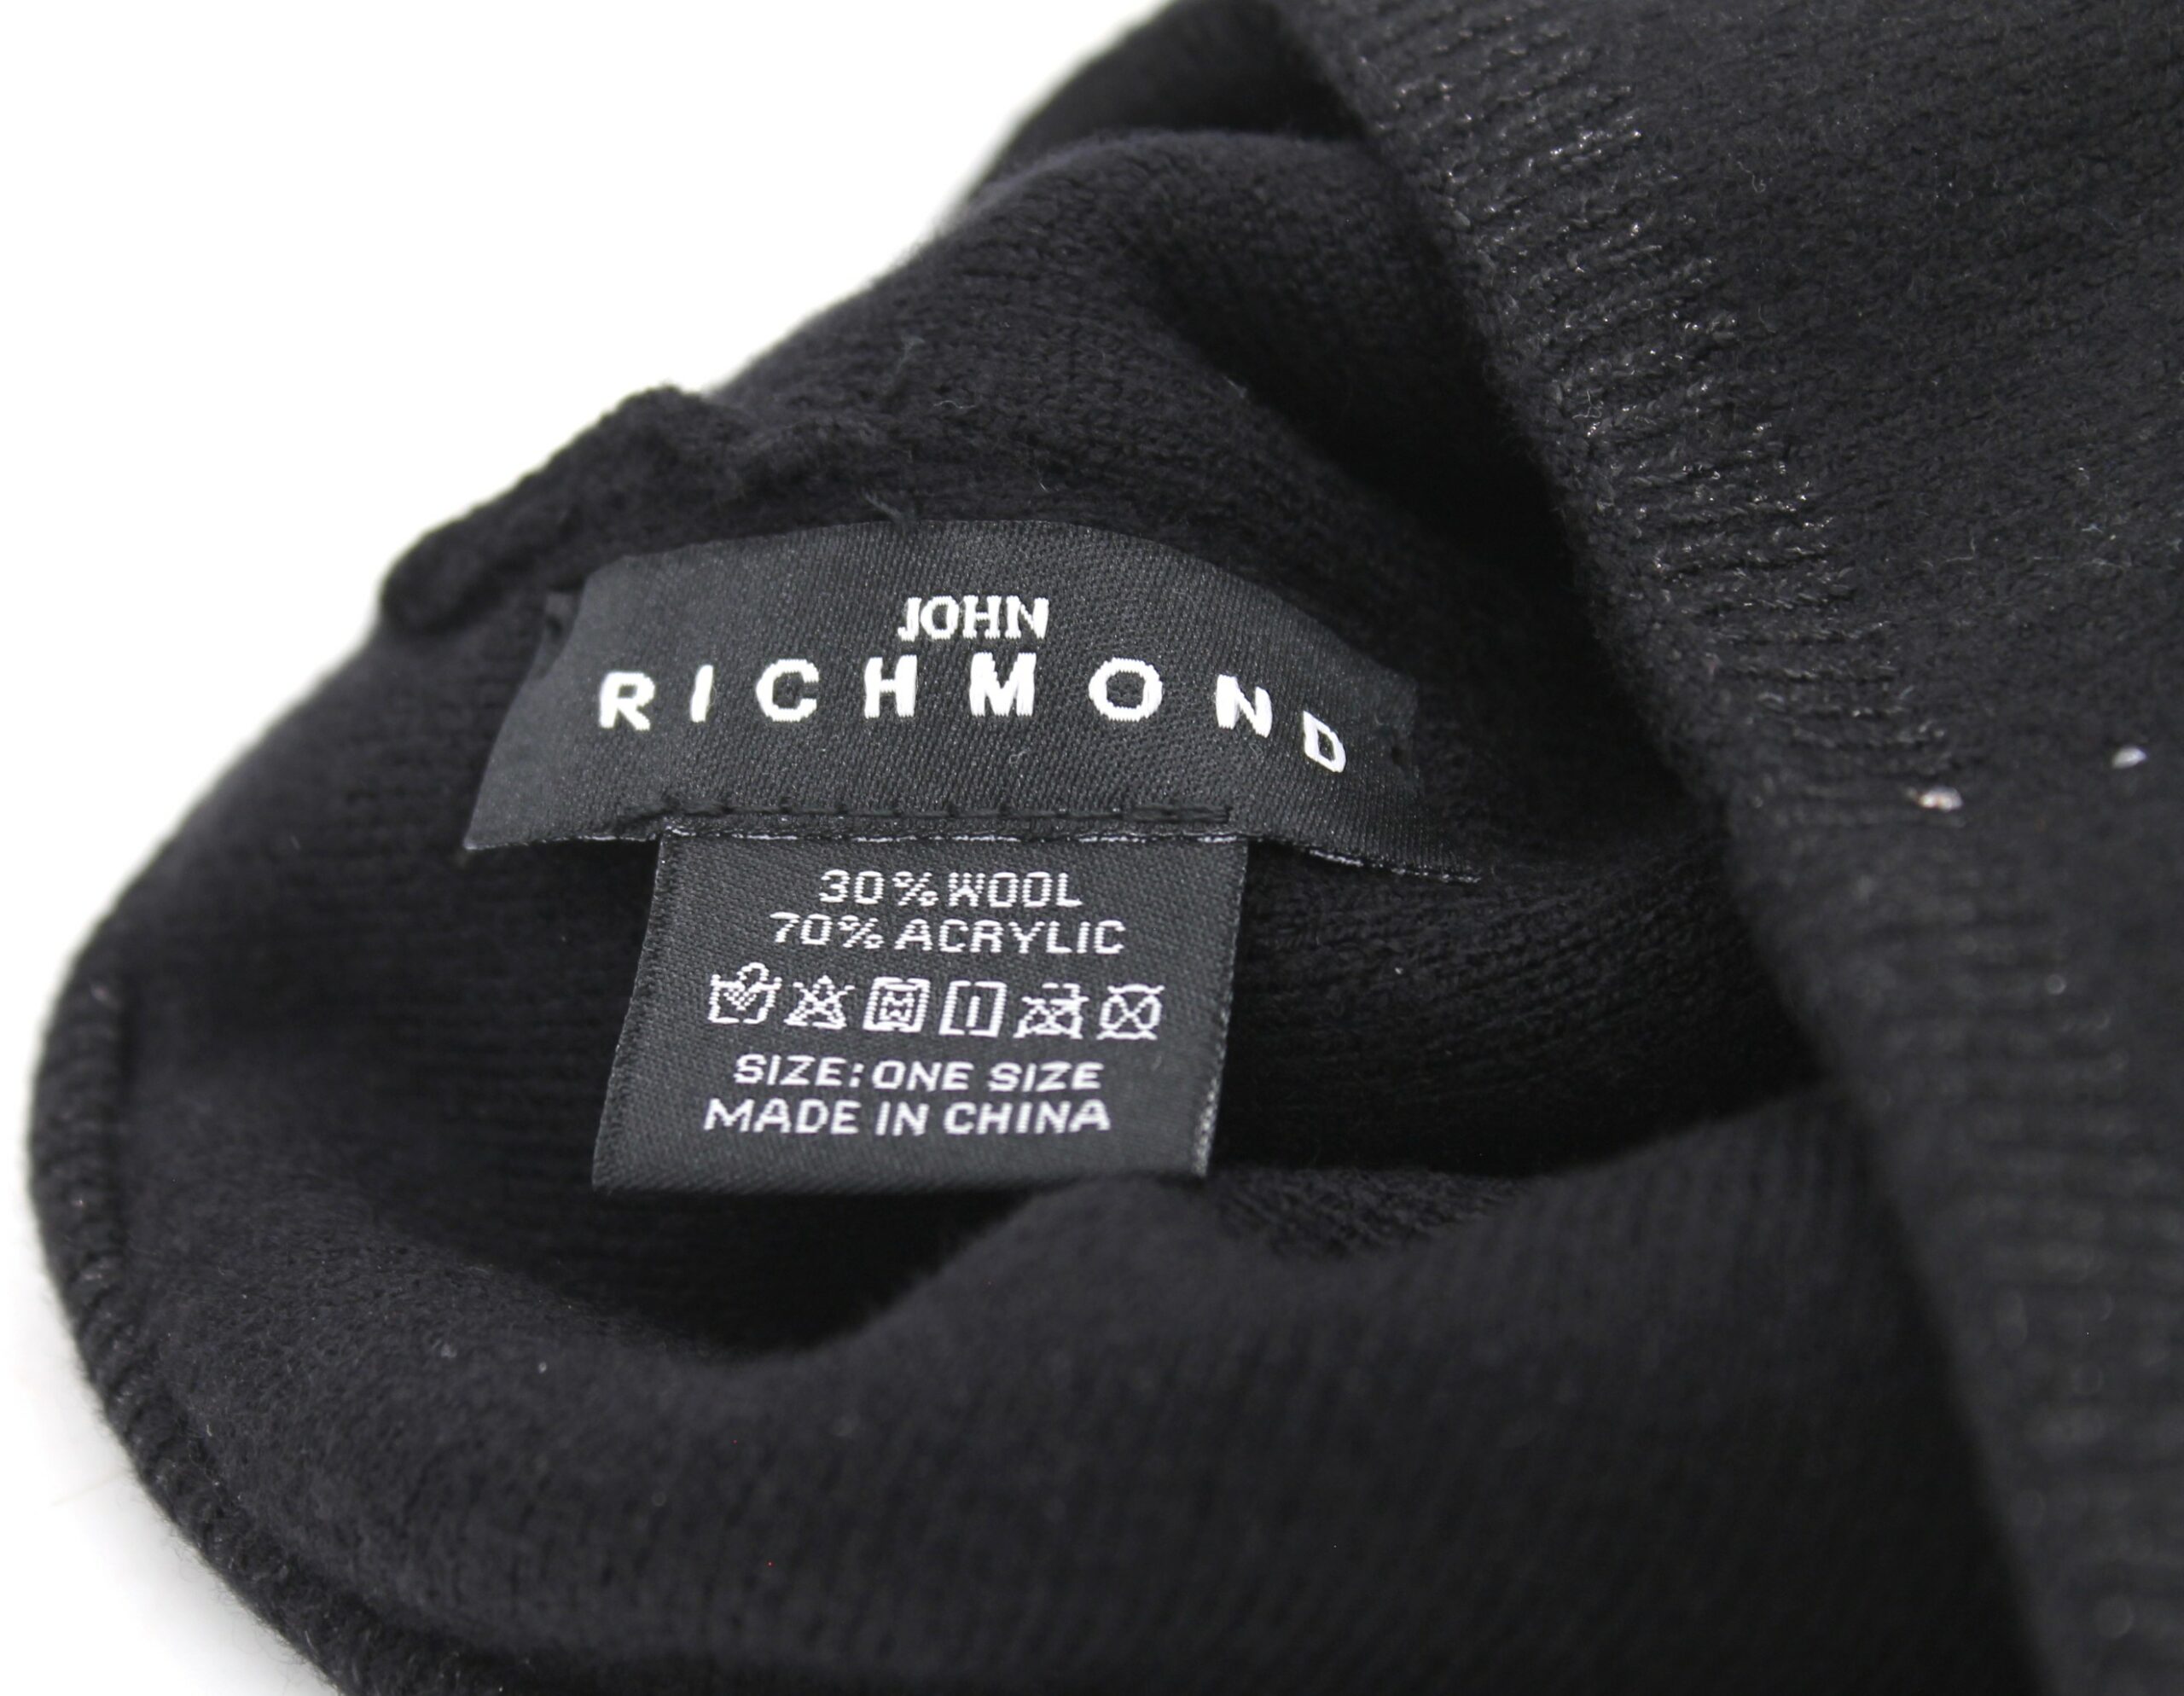 JOHN
RICHMOND
30% WOOL
70% ACRYLIC
SIZE: ONE SIZE
MADE IN CHINA